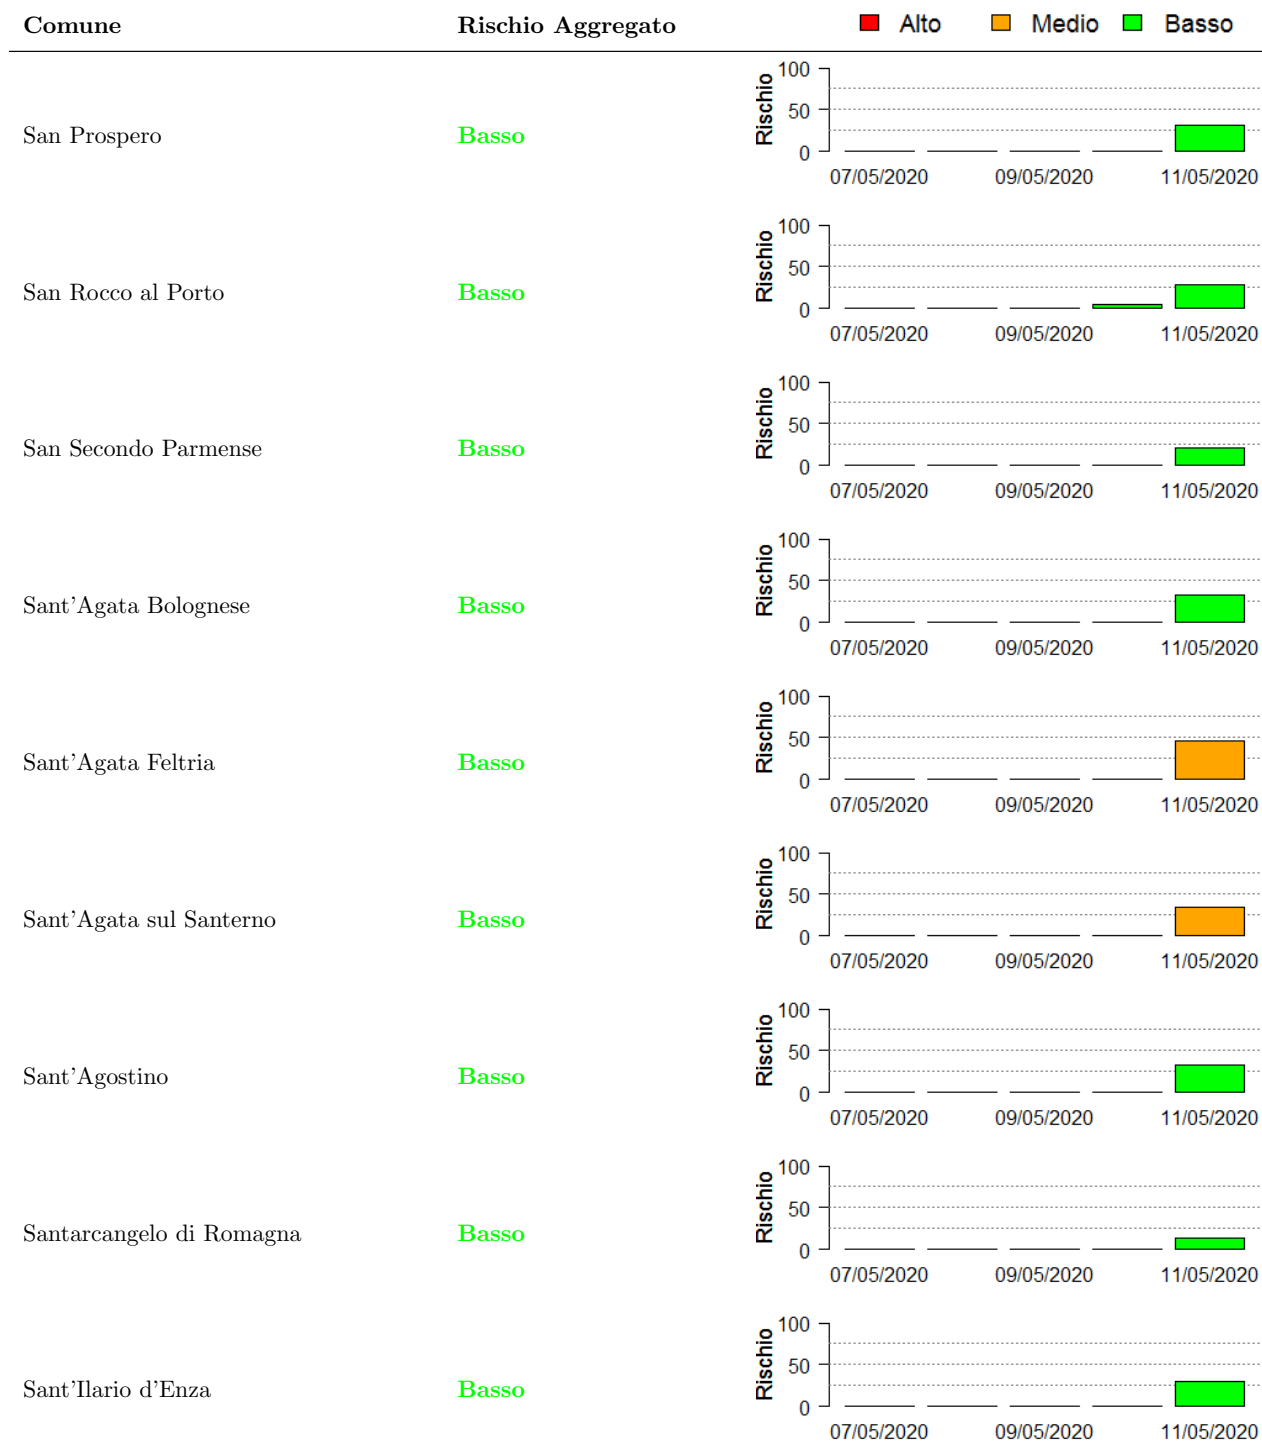 Comune Rischio Aggregato Alto Medio Basso
San Prospero Basso Rischio 100 50 0
07/05/2020 09/05/2020 11/05/2020
San Rocco al Porto Basso Rischio 100 50 0
07/05/2020 09/05/2020 11/05/2020
San Secondo Parmense Basso Rischio 100 50 0
07/05/2020 09/05/2020 11/05/2020
Sant'Agata Bolognese Basso Rischio 100 50 0
07/05/2020 09/05/2020 11/05/2020
Sant'Agata Feltria Basso Rischio 100 50 0
07/05/2020 09/05/2020 11/05/2020
Sant'Agata sul Santerno Basso Rischio 100 50 0
07/05/2020 09/05/2020 11/05/2020
Sant'Agostino Basso Rischio 100 50 0
07/05/2020 09/05/2020 11/05/2020
Santarcangelo di Romagna Basso Rischio 100 50 0
07/05/2020 09/05/2020 11/05/2020
Sant'Ilario d'Enza Basso Rischio 100 50 0
07/05/2020 09/05/2020 11/05/2020